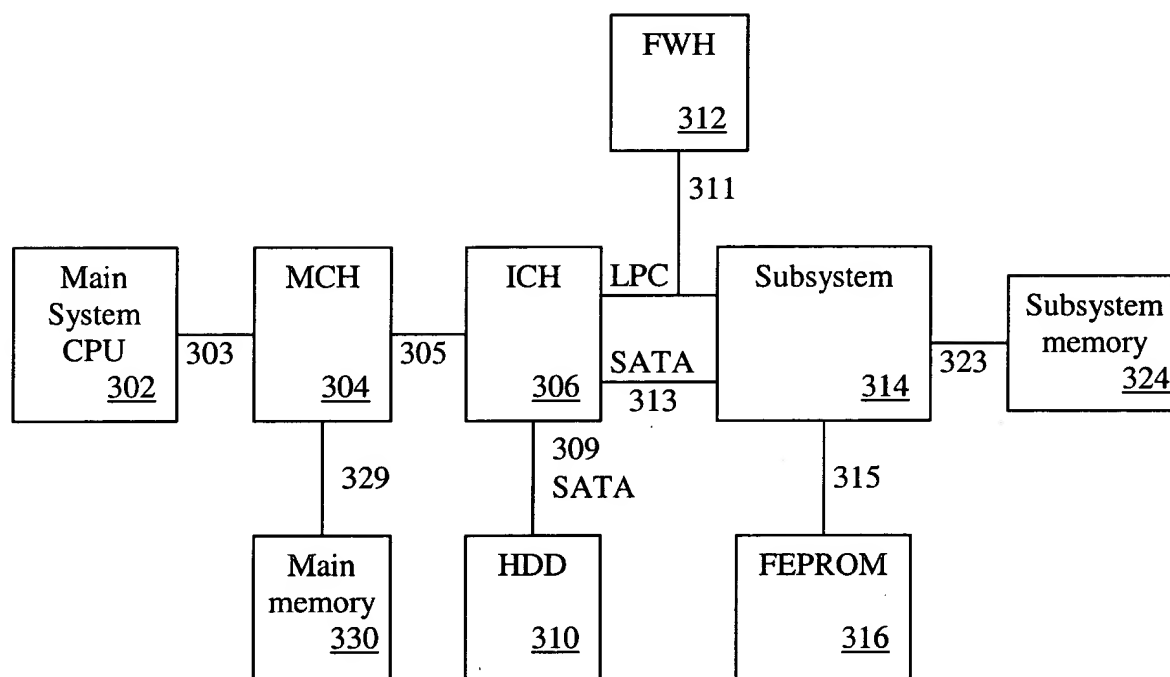 FWH
312
311
Main
System
CPU
302
303
MCH
304
305
ICH
306
LPC
SATA
313
Subsystem
314
323
Subsystem
memory
324
329
309
SATA
315
Main
memory
330
HDD
310
FEPROM
316